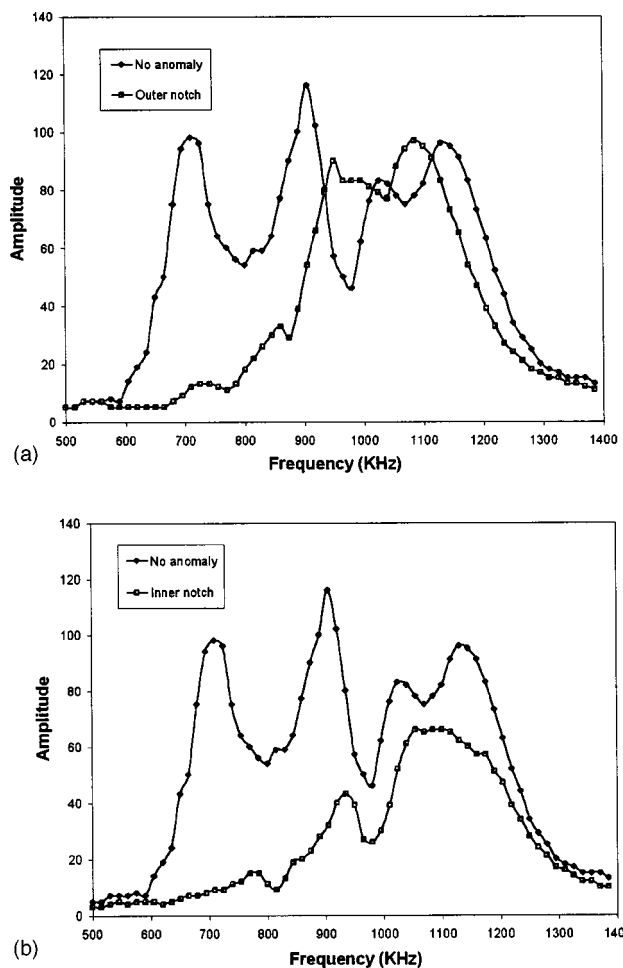 140
120
100
80
60
40
20
0
Amplitude
No anomaly
Outer notch
500 600 700 800 900 1000 1100 1200 1300 1400
Frequency (KHz)
(a)
140
120
100
80
60
40
20
0
Amplitude
No anomaly
Inner notch
500 600 700 800 900 1000 1100 1200 1300 140
Frequency (KHz)
(b)